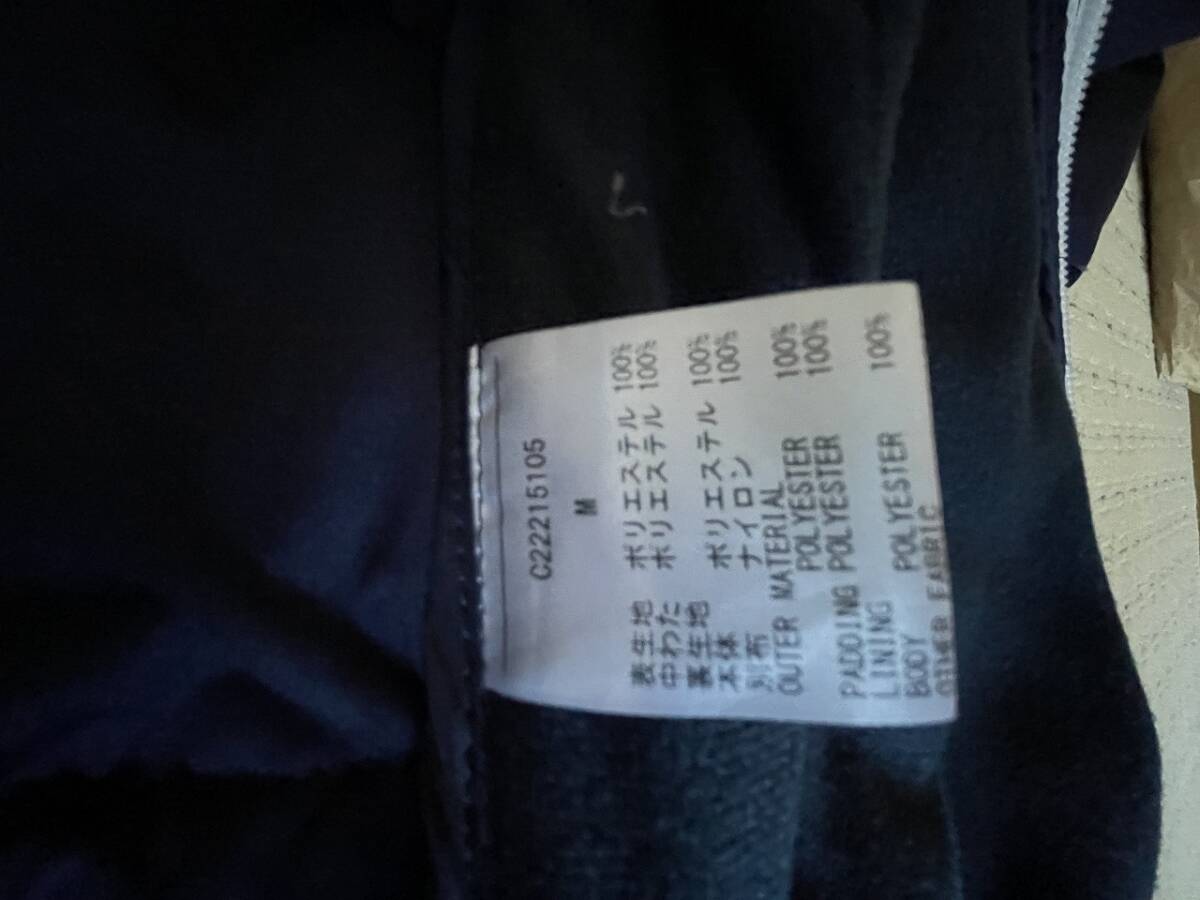 C22215105
M
表生地 ポリエステル 100%
中わた ポリエステル 100%
裏生地
本体 ポリエステル 100%
別布 ナイロン 100%
OUTER MATERIAL
POLYESTER 100%
PADDING POLYESTER 100%
LINING
BODY POLYESTER 100%
OTHER FABRIC